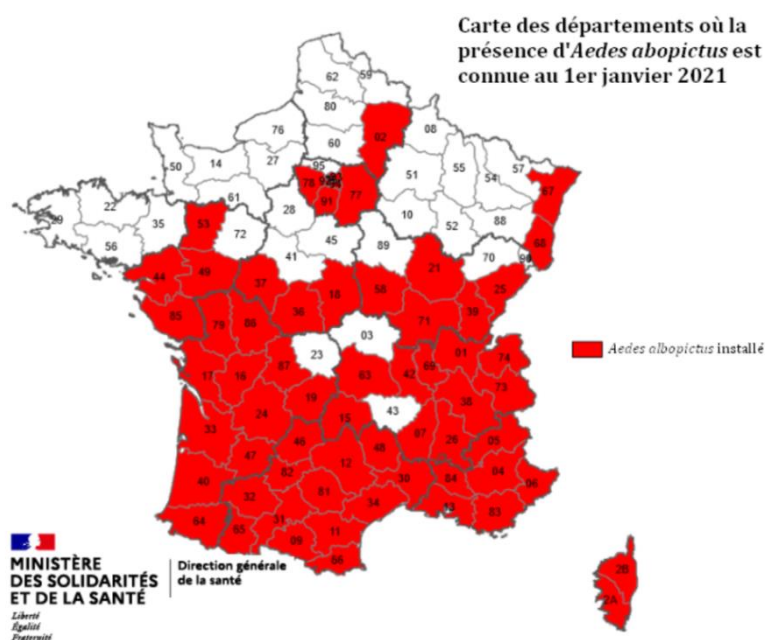 Carte des départements où la
présence d'Aedes abopictus est
connue au 1er janvier 2021
62 59
80
02 08
76 60
50 14 27 95 51 55 54 57 67
78 77
91
61
22 28 10 52 88 68
29 35 53 72
56 41 45 89 70 90
44 49 37 18 58 21 25
85 79 86 36 71 39
03
23
17 16 87 63 42 69 01 74
73
19 38
24 15 43
33 46 48 07 26 05
47 12
40 82 30 84 04 06
32 81 34 13 83
64 65 31 11
09
66
2B
2A
Aedes albopictus installé
MINISTÈRE
DES SOLIDARITÉS
ET DE LA SANTÉ
Liberté
Égalité
Fraternité
Direction générale
de la santé